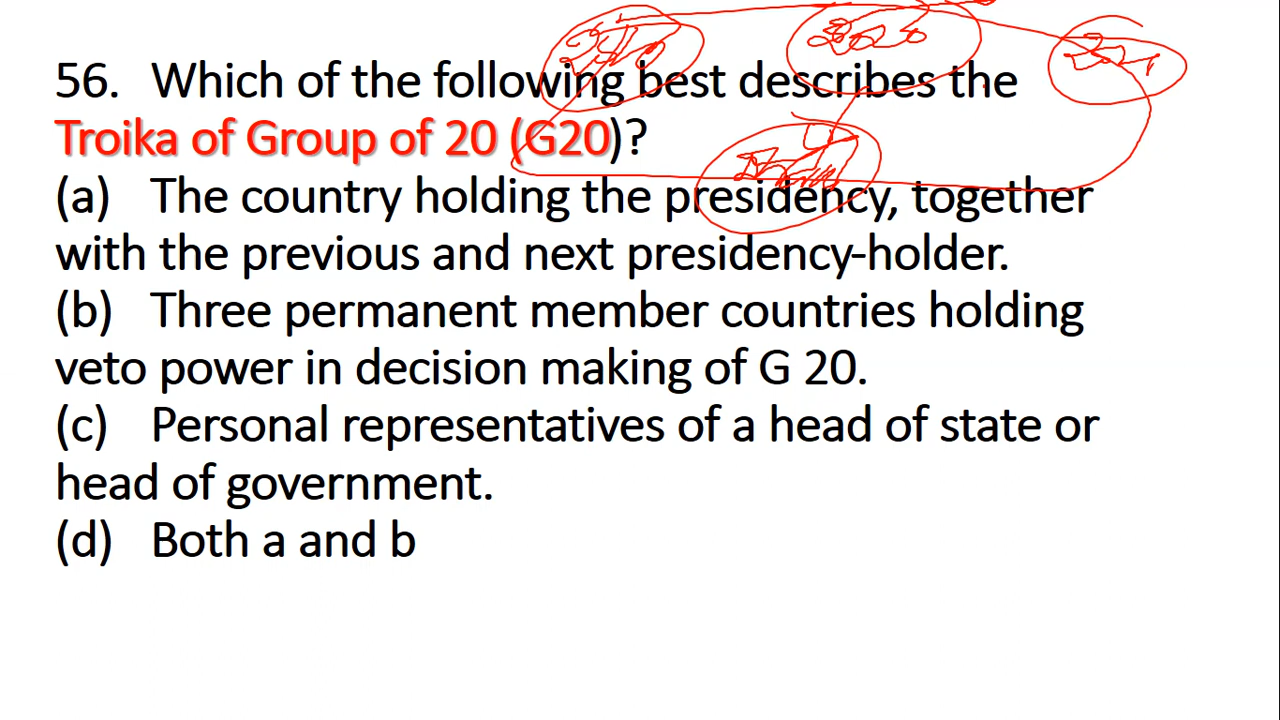 56. Which of the following best describes the
Troika of Group of 20 (G20)?
(a) The country holding the presidency, together
with the previous and next presidency-holder.
(b) Three permanent member countries holding
veto power in decision making of G 20.
(c) Personal representatives of a head of state or
head of government.
(d) Both a and b